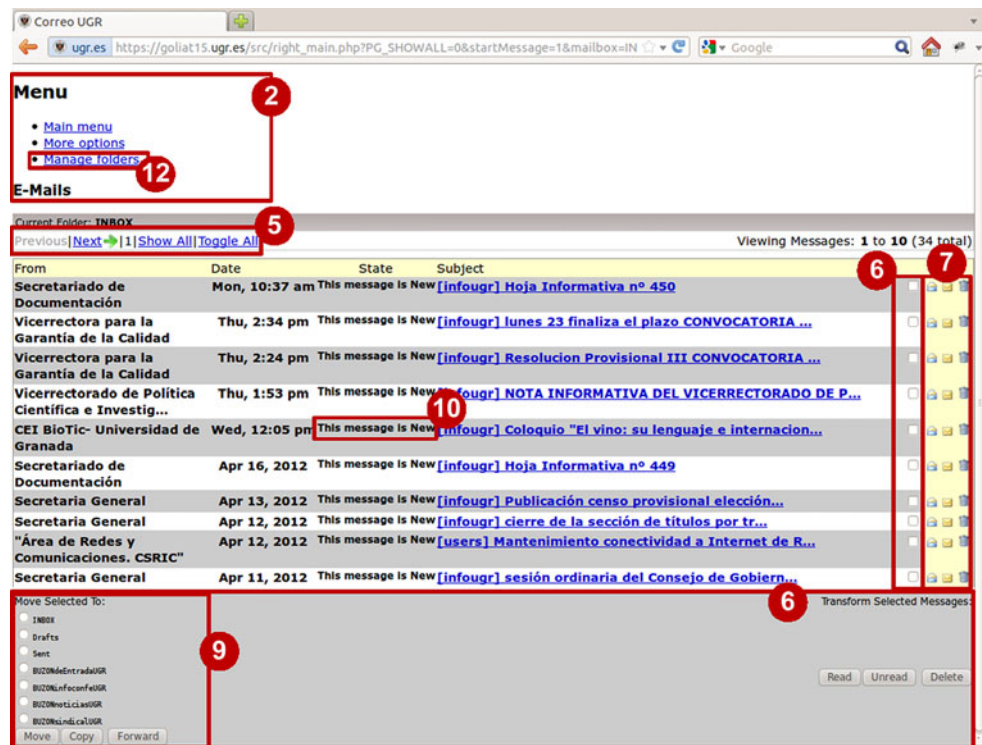 Correo UGR
ugr.es https://goliat15.ugr.es/src/right_main.php?PG_SHOWALL=0&startMessage=1&mailbox=IN Google
Menu
2
Main menu
More options
Manage folders
12
E-Mails
Current Folder: INBOX
5
Previous|Next|1|Show All|Toggle All
Viewing Messages: 1 to 10 (34 total)
From Date State Subject
6 7
Secretariado de Documentación Mon, 10:37 am This message is New [infougr] Hoja Informativa nº 450
Vicerrectora para la Garantía de la Calidad Thu, 2:34 pm This message is New [infougr] lunes 23 finaliza el plazo CONVOCATORIA ...
Vicerrectora para la Garantía de la Calidad Thu, 2:24 pm This message is New [infougr] Resolucion Provisional III CONVOCATORIA ...
Vicerrectorado de Política Científica e Investig... Thu, 1:53 pm This message is New [infougr] NOTA INFORMATIVA DEL VICERRECTORADO DE P...
10
CEI BioTic- Universidad de Granada Wed, 12:05 pm This message is New [infougr] Coloquio "El vino: su lenguaje e internacion...
Secretariado de Documentación Apr 16, 2012 This message is New [infougr] Hoja Informativa nº 449
Secretaria General Apr 13, 2012 This message is New [infougr] Publicación censo provisional elección...
Secretaria General Apr 12, 2012 This message is New [infougr] cierre de la sección de títulos por tr...
"Área de Redes y Comunicaciones. CSRIC" Apr 12, 2012 This message is New [users] Mantenimiento conectividad a Internet de R...
Secretaria General Apr 11, 2012 This message is New [infougr] sesión ordinaria del Consejo de Gobiern...
Move Selected To:
6
Transform Selected Messages:
INBOX
Drafts
Sent
9
BUZONdeEntradaUGR
BUZONinfoconfeUGR
BUZONnoticiasUGR
BUZONsindicalUGR
Read Unread Delete
Move Copy Forward